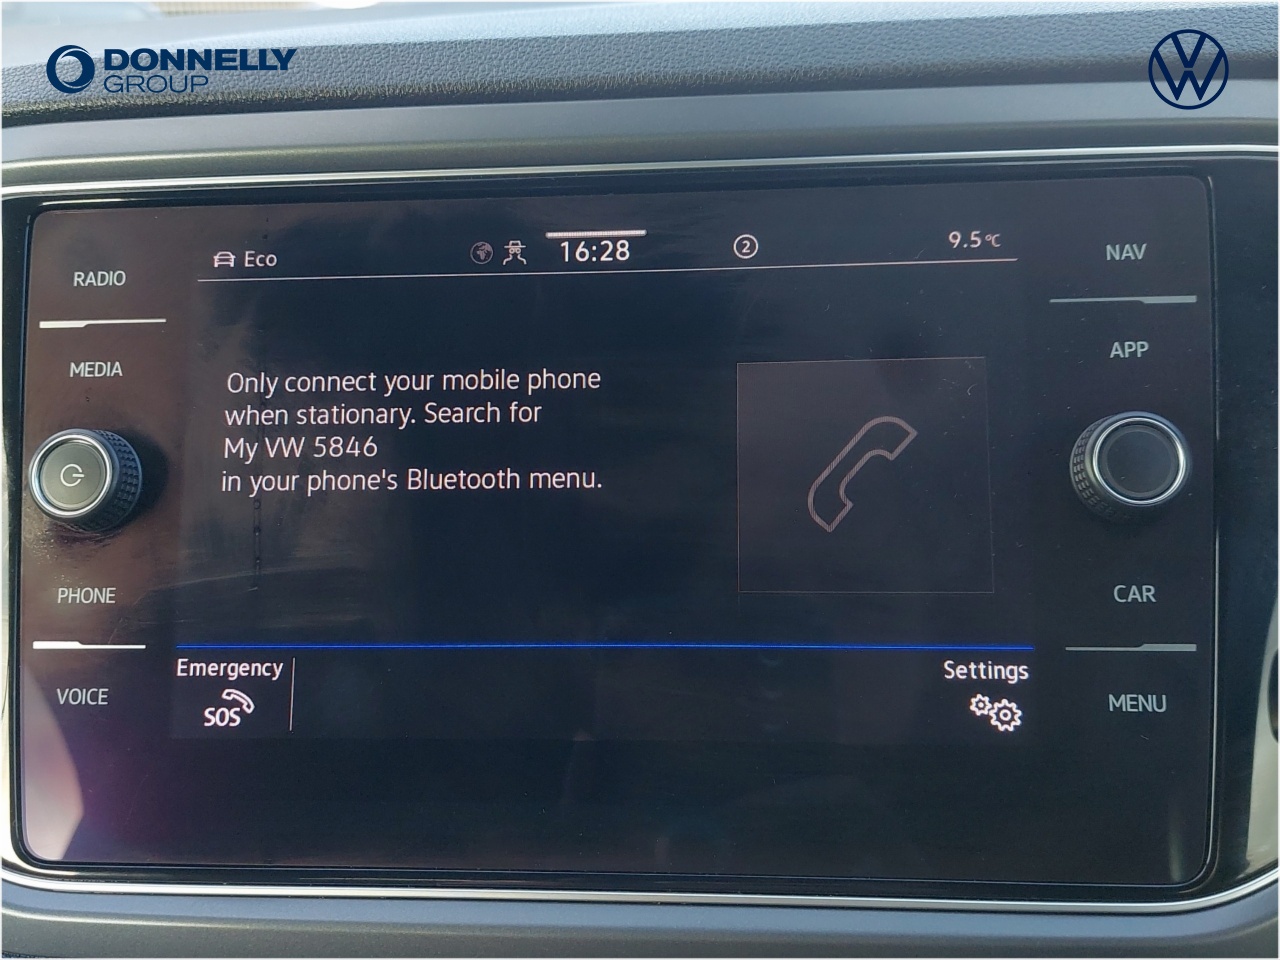 DONNELLY
GROUP
RADIO
MEDIA
PHONE
VOICE
Eco
16:28
2
9.5°C
Only connect your mobile phone
when stationary. Search for
My VW 5846
in your phone's Bluetooth menu.
Emergency
SOS
Settings
NAV
APP
CAR
MENU